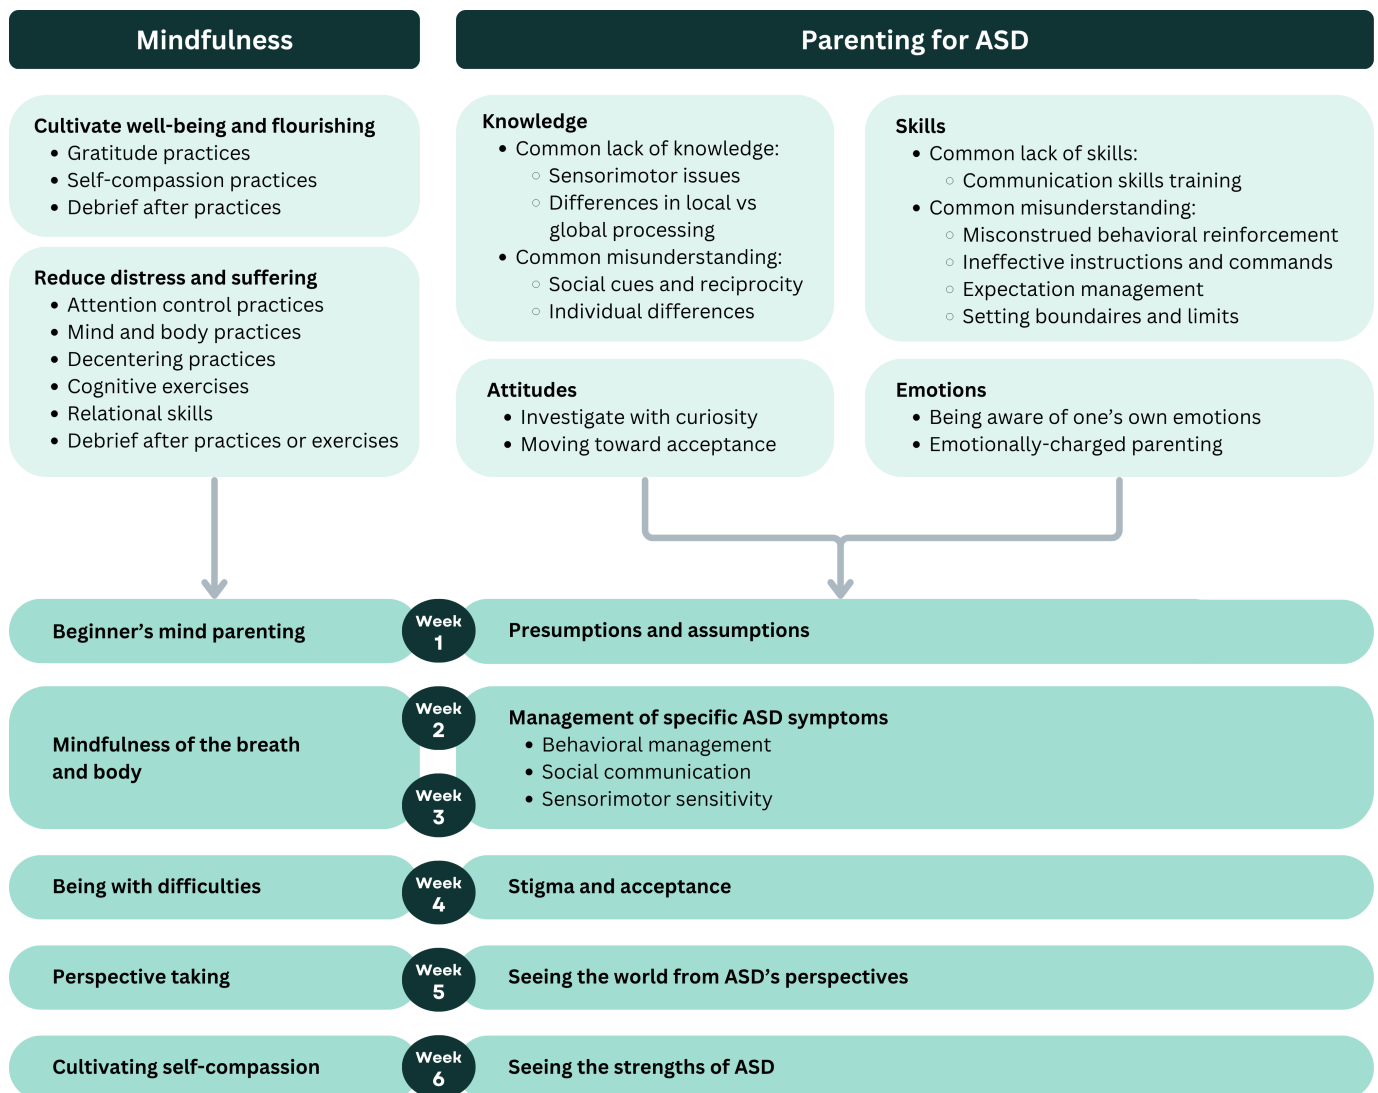 Mindfulness
Parenting for ASD
Cultivate well-being and flourishing
• Gratitude practices
• Self-compassion practices
• Debrief after practices
Reduce distress and suffering
• Attention control practices
• Mind and body practices
• Decentering practices
• Cognitive exercises
• Relational skills
• Debrief after practices or exercises
Knowledge
• Common lack of knowledge:
○ Sensorimotor issues
○ Differences in local vs
global processing
• Common misunderstanding:
○ Social cues and reciprocity
○ Individual differences
Skills
• Common lack of skills:
○ Communication skills training
• Common misunderstanding:
○ Misconstrued behavioral reinforcement
○ Ineffective instructions and commands
○ Expectation management
○ Setting boundaires and limits
Attitudes
• Investigate with curiosity
• Moving toward acceptance
Emotions
• Being aware of one's own emotions
• Emotionally-charged parenting
Beginner's mind parenting
Week
1
Presumptions and assumptions
Mindfulness of the breath
and body
Week
2
Week
3
Management of specific ASD symptoms
• Behavioral management
• Social communication
• Sensorimotor sensitivity
Being with difficulties
Week
4
Stigma and acceptance
Perspective taking
Week
5
Seeing the world from ASD's perspectives
Cultivating self-compassion
Week
6
Seeing the strengths of ASD